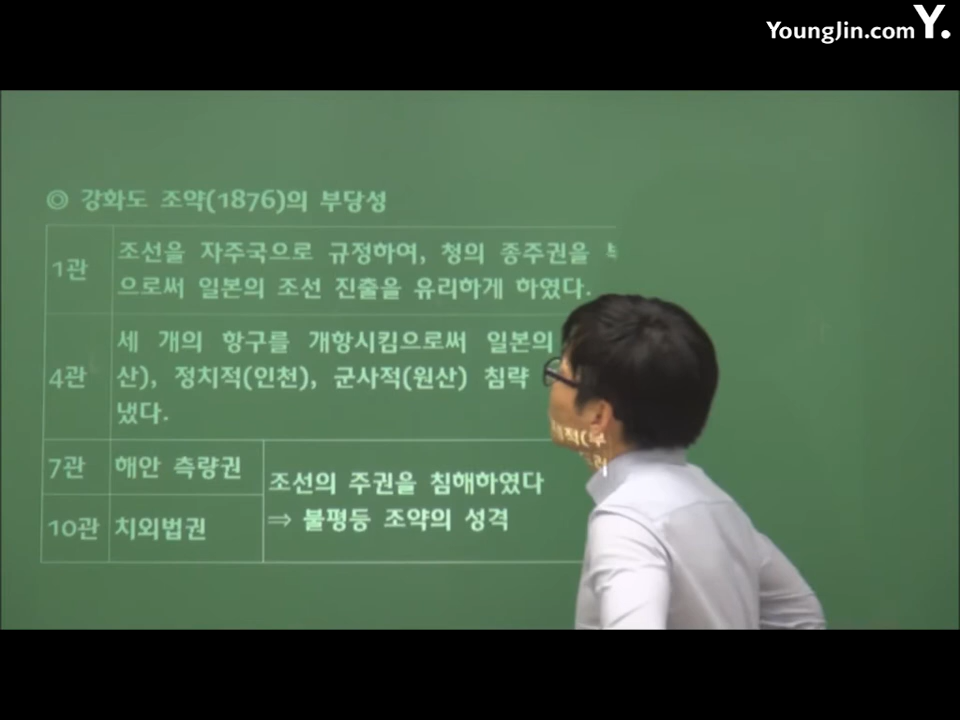 YoungJin.com Y.
◎ 강화도 조약(1876)의 부당성
1관
조선을 자주국으로 규정하여, 청의 종주권을
으로써 일본의 조선 진출을 유리하게 하였다.
4관
세 개의 항구를 개항시킴으로써 일본의
산), 정치적(인천), 군사적(원산) 침략
냈다.
7관
해안 측량권
10관
치외법권
조선의 주권을 침해하였다
⇒ 불평등 조약의 성격